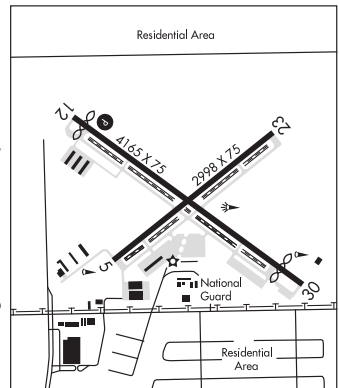 Residential Area
12
P
4165 X 75
2998 X 75
23
5
30
National
Guard
Residential
Area